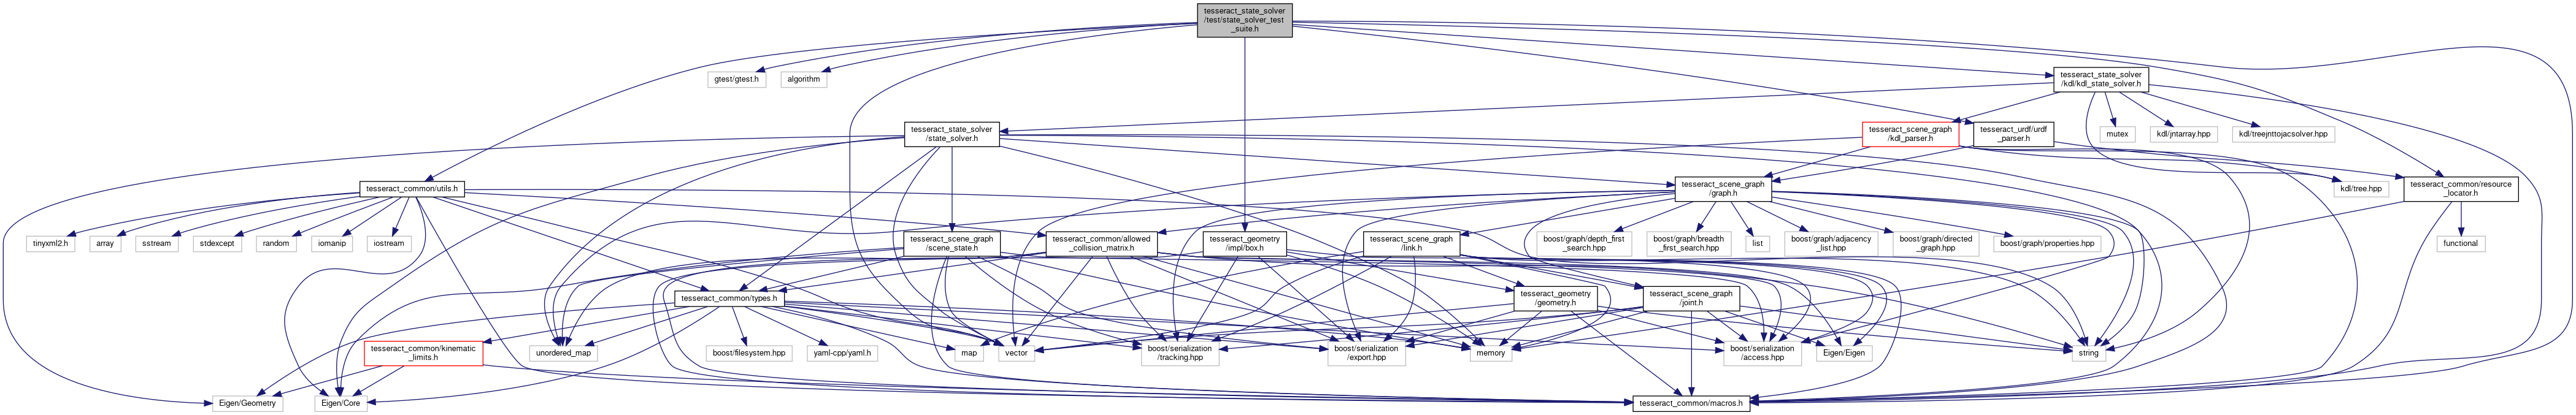 tesseract_state_solver
/test/state_solver_test
_suite.h
gtest/gtest.h
algorithm
tesseract_state_solver
/kdl/kdl_state_solver.h
tesseract_state_solver
/state_solver.h
tesseract_scene_graph
/kdl_parser.h
tesseract_urdf/urdf
_parser.h
mutex
kdl/jntarray.hpp
kdl/treejnttojacsolver.hpp
tesseract_common/utils.h
tesseract_scene_graph
/graph.h
kdl/tree.hpp
tesseract_common/resource
_locator.h
tinyxml2.h
array
sstream
stdexcept
random
iomanip
iostream
tesseract_scene_graph
/scene_state.h
tesseract_common/allowed
_collision_matrix.h
tesseract_geometry
/impl/box.h
tesseract_scene_graph
/link.h
boost/graph/depth_first
_search.hpp
boost/graph/breadth
_first_search.hpp
list
boost/graph/adjacency
_list.hpp
boost/graph/directed
_graph.hpp
boost/graph/properties.hpp
functional
tesseract_common/types.h
tesseract_geometry
/geometry.h
tesseract_scene_graph
/joint.h
tesseract_common/kinematic
_limits.h
unordered_map
boost/filesystem.hpp
yaml-cpp/yaml.h
map
vector
boost/serialization
/tracking.hpp
boost/serialization
/export.hpp
memory
boost/serialization
/access.hpp
Eigen/Eigen
string
Eigen/Geometry
Eigen/Core
tesseract_common/macros.h